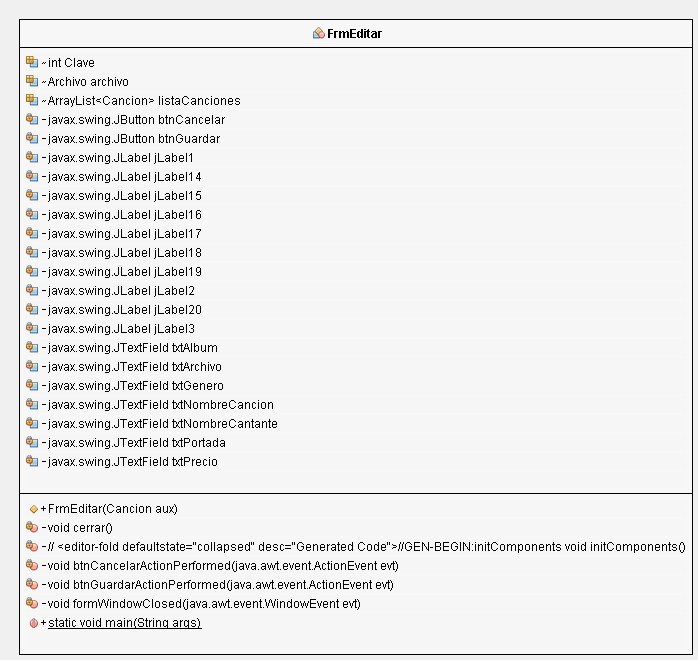 FrmEditar
~int Clave
~Archivo archivo
~ArrayList<Cancion> listaCanciones
-javax.swing.JButton btnCancelar
-javax.swing.JButton btnGuardar
-javax.swing.JLabel jLabel1
-javax.swing.JLabel jLabel14
-javax.swing.JLabel jLabel15
-javax.swing.JLabel jLabel16
-javax.swing.JLabel jLabel17
-javax.swing.JLabel jLabel18
-javax.swing.JLabel jLabel19
-javax.swing.JLabel jLabel2
-javax.swing.JLabel jLabel20
-javax.swing.JLabel jLabel3
-javax.swing.JTextField txtAlbum
-javax.swing.JTextField txtArchivo
-javax.swing.JTextField txtGenero
-javax.swing.JTextField txtNombreCancion
-javax.swing.JTextField txtNombreCantante
-javax.swing.JTextField txtPortada
-javax.swing.JTextField txtPrecio
+FrmEditar(Cancion aux)
-void cerrar()
-// <editor-fold defaultstate="collapsed" desc="Generated Code">//GEN-BEGIN:initComponents void initComponents()
-void btnCancelarActionPerformed(java.awt.event.ActionEvent evt)
-void btnGuardarActionPerformed(java.awt.event.ActionEvent evt)
-void formWindowClosed(java.awt.event.WindowEvent evt)
+static void main(String args)